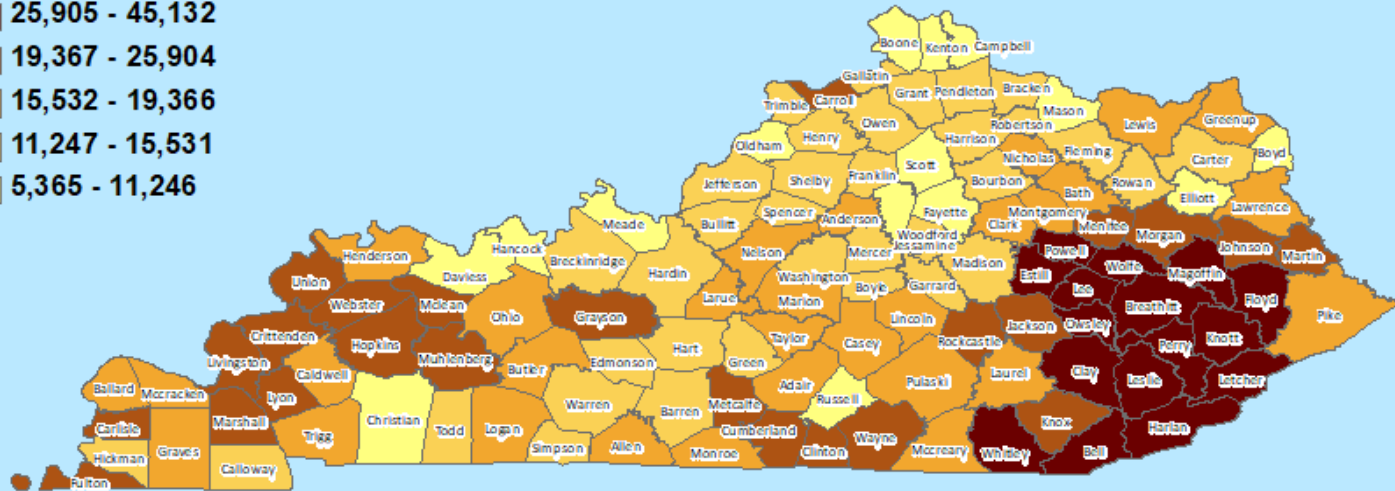 25,905 - 45,132
19,367 - 25,904
15,532 - 19,366
11,247 - 15,531
5,365 - 11,246
Boone
Kenton
Campbell
Gallatin
Grant
Pendleton
Bracken
Mason
Trimble
Carroll
Owen
Robertson
Lewis
Greenup
Oldham
Henry
Harrison
Nicholas
Fleming
Carter
Boyd
Scott
Jefferson
Shelby
Franklin
Bourbon
Bath
Rowan
Elliott
Lawrence
Meade
Bullitt
Spencer
Anderson
Fayette
Woodford
Jessamine
Clark
Montgomery
Menifee
Morgan
Johnson
Martin
Hancock
Daviess
Henderson
Breckinridge
Hardin
Nelson
Washington
Mercer
Madison
Powell
Estill
Wolfe
Magoffin
Union
Webster
Mclean
Ohio
Grayson
Larue
Marion
Boyle
Garrard
Lee
Breathitt
Floyd
Pike
Crittenden
Livingston
Hopkins
Muhlenberg
Butler
Edmonson
Hart
Green
Taylor
Casey
Lincoln
Rockcastle
Jackson
Owsley
Perry
Knott
Ballard
Mccracken
Lyon
Caldwell
Christian
Todd
Logan
Warren
Barren
Metcalfe
Adair
Russell
Pulaski
Laurel
Clay
Leslie
Letcher
Carlisle
Marshall
Trigg
Hickman
Graves
Calloway
Fulton
Simpson
Allen
Monroe
Cumberland
Clinton
Wayne
Mccreary
Whitley
Knox
Bell
Harlan